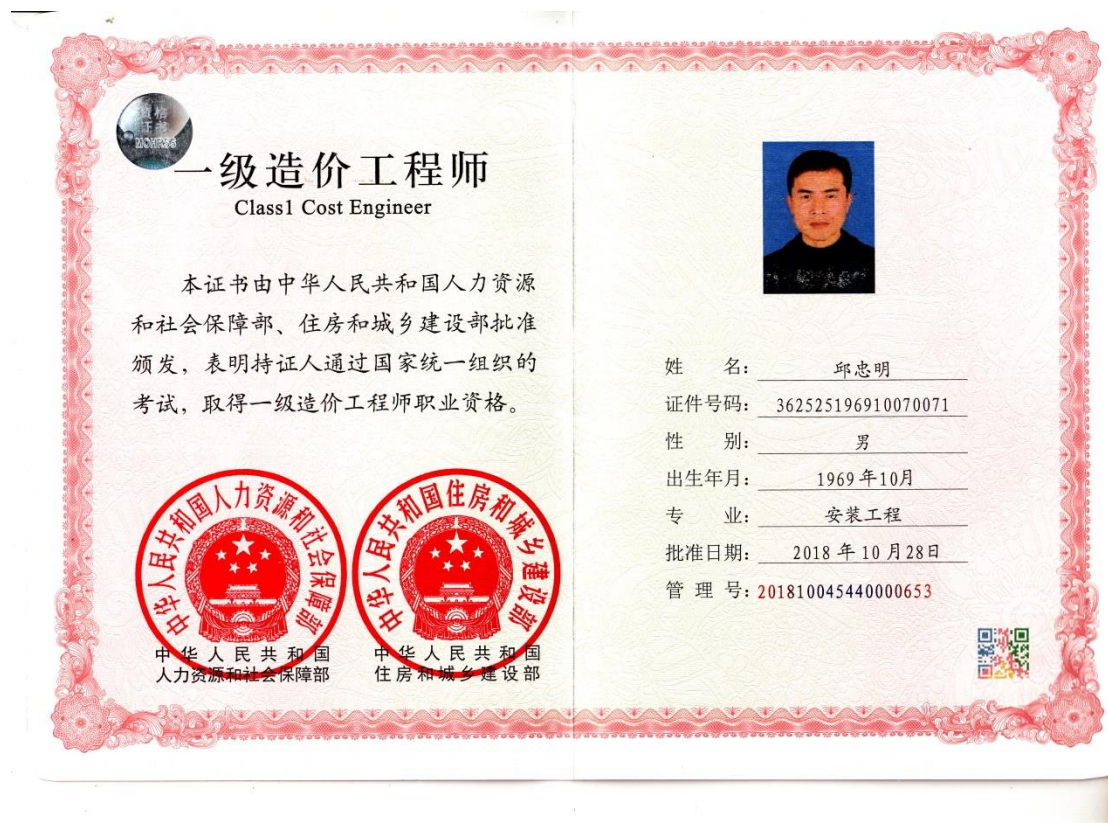 资格
证书
MOHRSS
一级造价工程师
Class1 Cost Engineer
本证书由中华人民共和国人力资源
和社会保障部、住房和城乡建设部批准
颁发，表明持证人通过国家统一组织的
考试，取得一级造价工程师职业资格。
中华人民共和国人力资源和社会保障部
中华人民共和国住房和城乡建设部
中华人民共和国
人力资源和社会保障部
中华人民共和国
住房和城乡建设部
姓 名： 邱忠明
证件号码： 362525196910070071
性 别： 男
出生年月： 1969年10月
专 业： 安装工程
批准日期： 2018年10月28日
管 理 号：201810045440000653